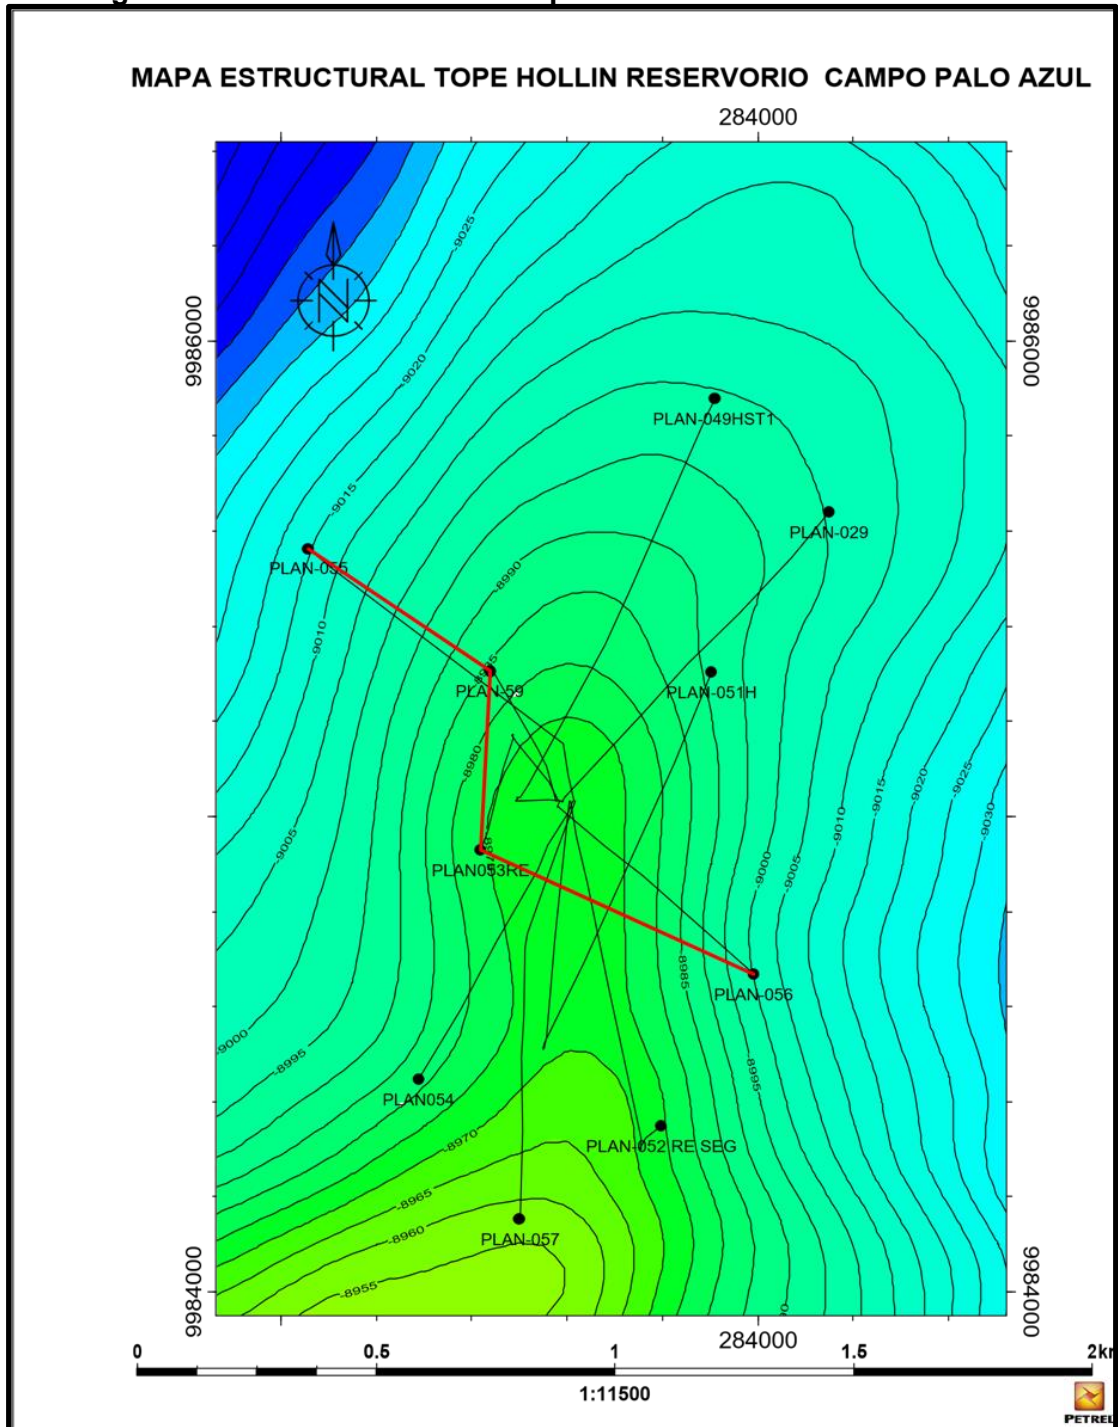 MAPA ESTRUCTURAL TOPE HOLLIN RESERVORIO CAMPO PALO AZUL
284000
-9025
N
9986000
9986000
-9020
PLAN-049HST1
-9015
PLAN-029
PLAN-055
-8990
-9010
-8985
PLAN-59
PLAN-051H
-8980
-9015
-9020
-9025
-9030
-9010
-9005
-9005
-9000
PLAN053RE
-8985
PLAN-056
-9000
-8995
-8995
PLAN054
-8970
PLAN-052 RE SEG
-8965
-8960
PLAN-057
-8955
9984000
9984000
284000
0 0.5 1 1.5 2km
1:11500
PETREL